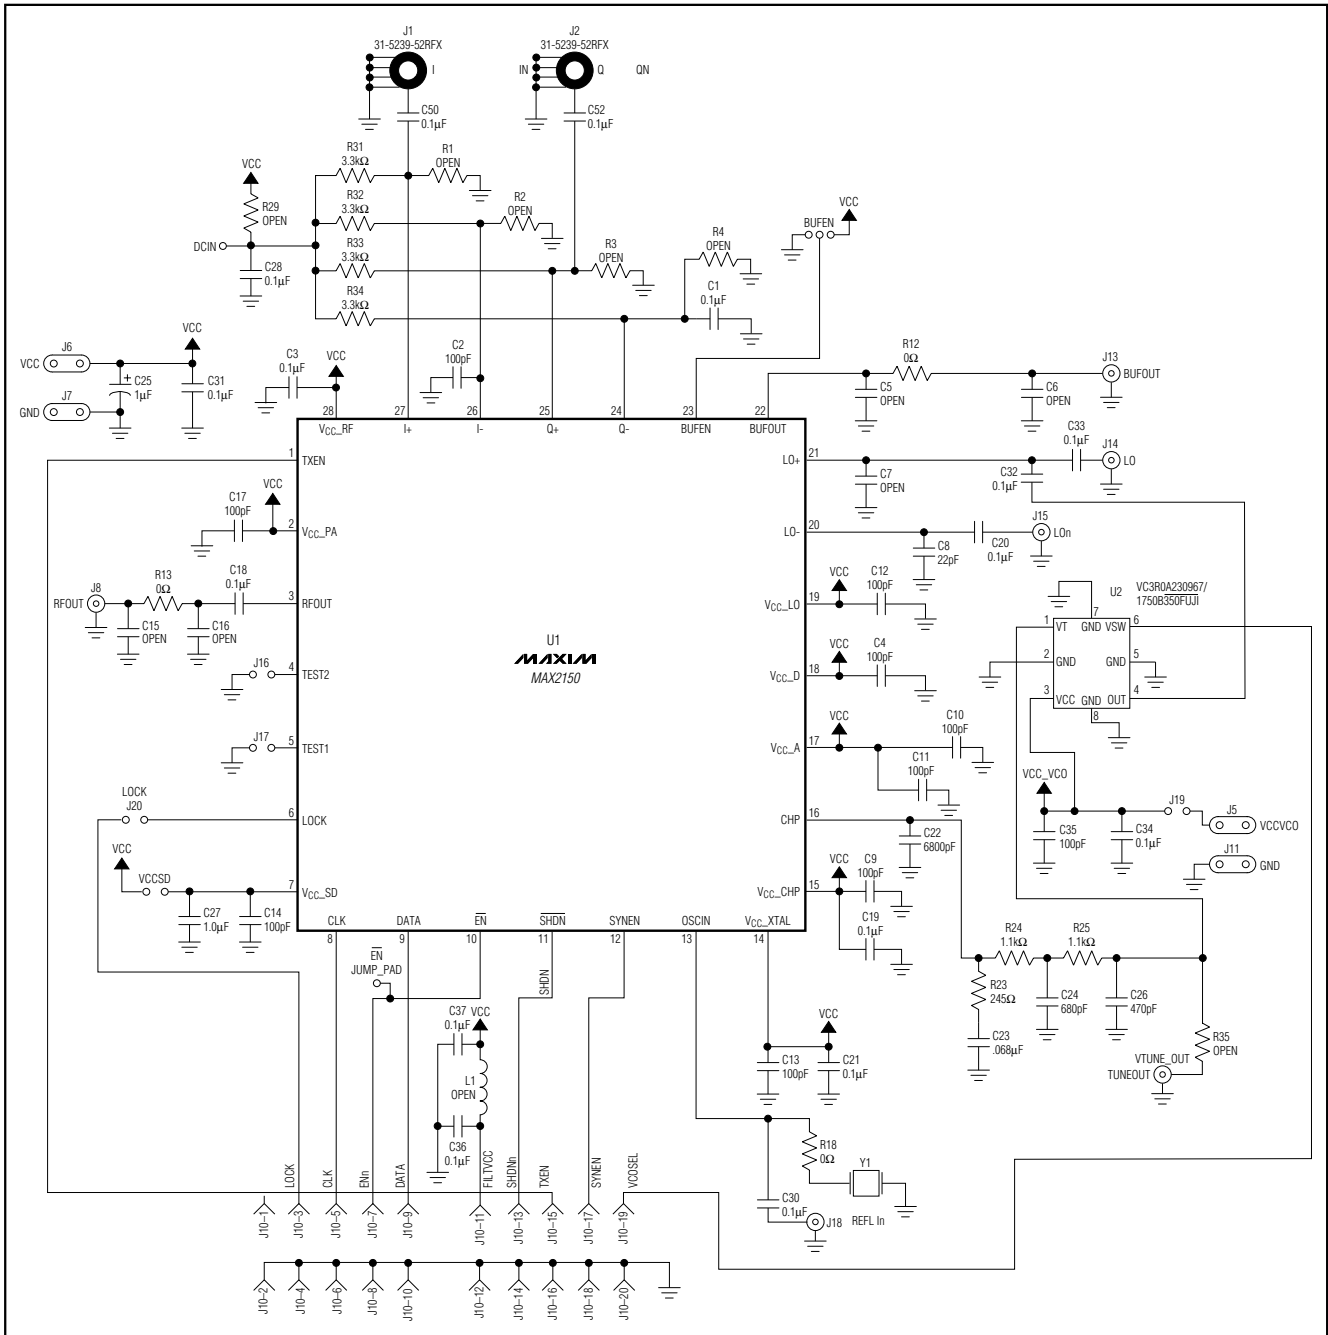 J1
31-5239-52RFX
I
J2
31-5239-52RFX
IN
Q
QN
C50
0.1µF
C52
0.1µF
VCC
R29
OPEN
DCIN
C28
0.1µF
R31
3.3kΩ
R1
OPEN
R32
3.3kΩ
R2
OPEN
R33
3.3kΩ
R3
OPEN
R34
3.3kΩ
R4
OPEN
C1
0.1µF
BUFEN
VCC
J6
VCC
J7
GND
C25
1µF
+
VCC
C31
0.1µF
C3
0.1µF
VCC
C2
100pF
R12
0Ω
C5
OPEN
C6
OPEN
J13
BUFOUT
28
27
26
25
24
23
22
VCC_RF
I+
I-
Q+
Q-
BUFEN
BUFOUT
1
TXEN
C17
100pF
VCC
2
VCC_PA
J8
RFOUT
R13
0Ω
C18
0.1µF
C15
OPEN
C16
OPEN
3
RFOUT
J16
4
TEST2
J17
5
TEST1
LOCK
J20
6
LOCK
VCC
VCCSD
7
VCC_SD
C27
1.0µF
C14
100pF
U1
MAXIM
MAX2150
LO+
21
C7
OPEN
C32
0.1µF
C33
0.1µF
J14
LO
LO-
20
C8
22pF
C20
0.1µF
J15
LOn
VCC
C12
100pF
VCC_LO
19
VCC
C4
100pF
VCC_D
18
VCC
C10
100pF
VCC_A
17
C11
100pF
CHP
16
C22
6800pF
VCC
C9
100pF
VCC_CHP
15
C19
0.1µF
U2
VC3R0A230967/
1750B350FUJI
7
1
VT
GND
VSW
6
2
GND
GND
5
3
VCC
GND
OUT
4
8
VCC_VCO
C35
100pF
C34
0.1µF
J19
J5
VCCVCO
J11
GND
CLK
DATA
EN
SHDN
SYNEN
OSCIN
VCC_XTAL
8
9
10
11
12
13
14
EN
JUMP_PAD
SHDN
C37
0.1µF
VCC
L1
OPEN
C36
0.1µF
VCC
C13
100pF
C21
0.1µF
R24
1.1kΩ
R25
1.1kΩ
R23
245Ω
C24
680pF
C26
470pF
C23
.068µF
R35
OPEN
VTUNE_OUT
TUNEOUT
R18
0Ω
Y1
C30
0.1µF
J18
REFL In
LOCK
CLK
ENn
DATA
FILTVCC
SHDNn
TXEN
SYNEN
VCOSEL
J10–1
J10–3
J10–5
J10–7
J10–9
J10–11
J10–13
J10–15
J10–17
J10–19
J10–2
J10–4
J10–6
J10–8
J10–10
J10–12
J10–14
J10–16
J10–18
J10–20